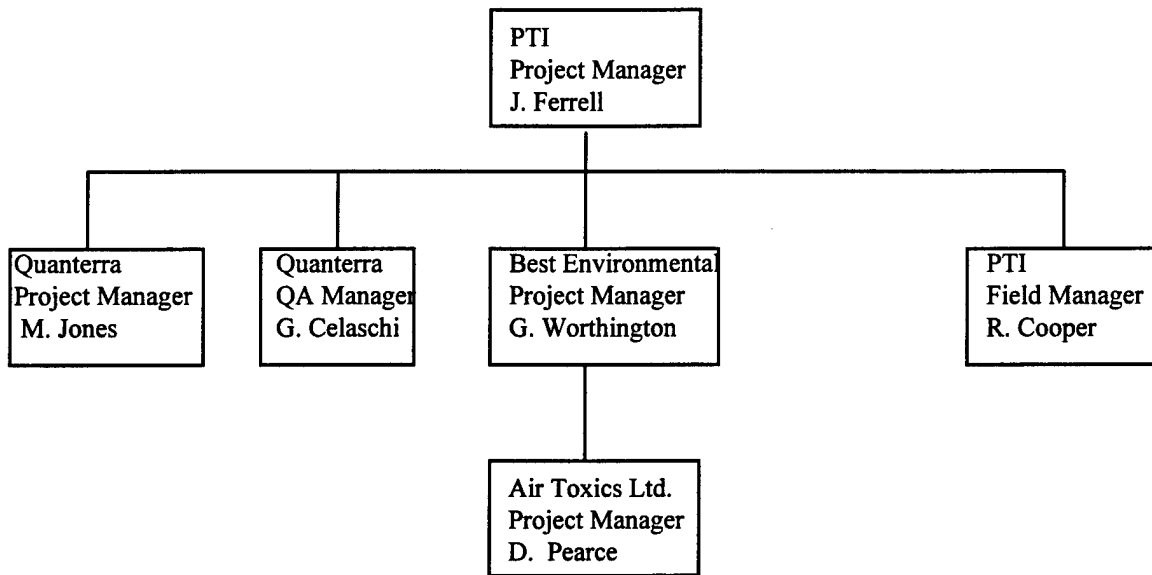 PTI
Project Manager
J. Ferrell
Quanterra
Project Manager
M. Jones
Quanterra
QA Manager
G. Celaschi
Best Environmental
Project Manager
G. Worthington
PTI
Field Manager
R. Cooper
Air Toxics Ltd.
Project Manager
D. Pearce